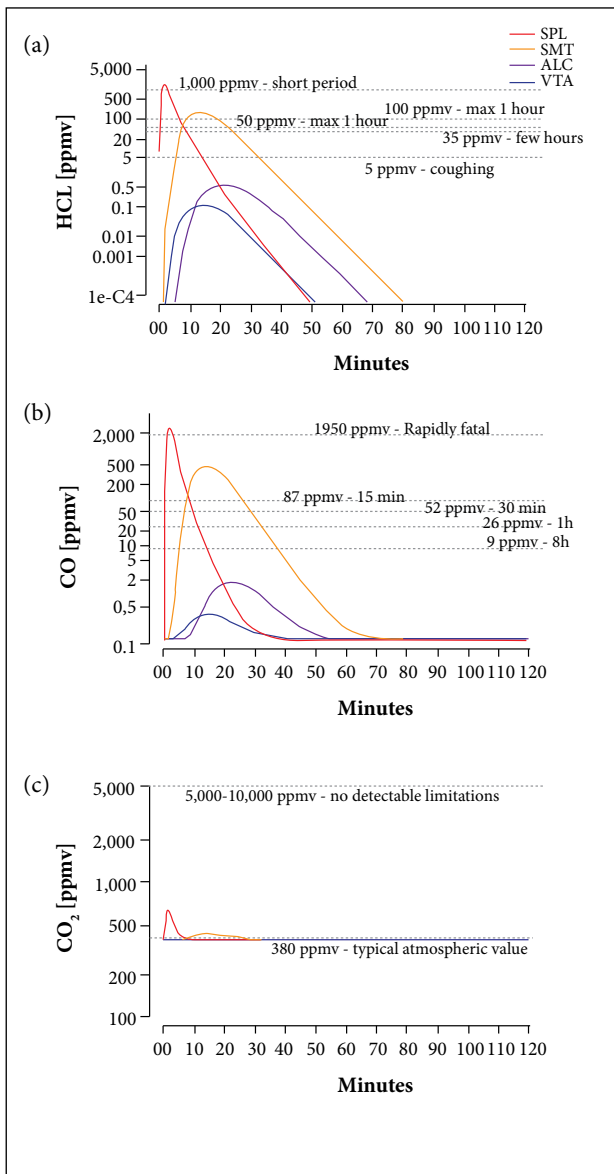 (a)
SPL
SMT
ALC
VTA
HCL [ppmv]
5,000
500
100
20
5
0.5
0.1
0.01
0.001
1e-C4
1,000 ppmv - short period
100 ppmv - max 1 hour
50 ppmv - max 1 hour
35 ppmv - few hours
5 ppmv - coughing
00 10 20 30 40 50 60 70 80 90 100 110 120
Minutes
(b)
CO [ppmv]
2,000
500
200
50
20
10
5
2
0.5
0.1
1950 ppmv - Rapidly fatal
87 ppmv - 15 min
52 ppmv - 30 min
26 ppmv - 1h
9 ppmv - 8h
00 10 20 30 40 50 60 70 80 90 100 110 120
Minutes
(c)
CO2 [ppmv]
5,000
2,000
1,000
500
200
100
5,000-10,000 ppmv - no detectable limitations
380 ppmv - typical atmospheric value
00 10 20 30 40 50 60 70 80 90 100 110 120
Minutes